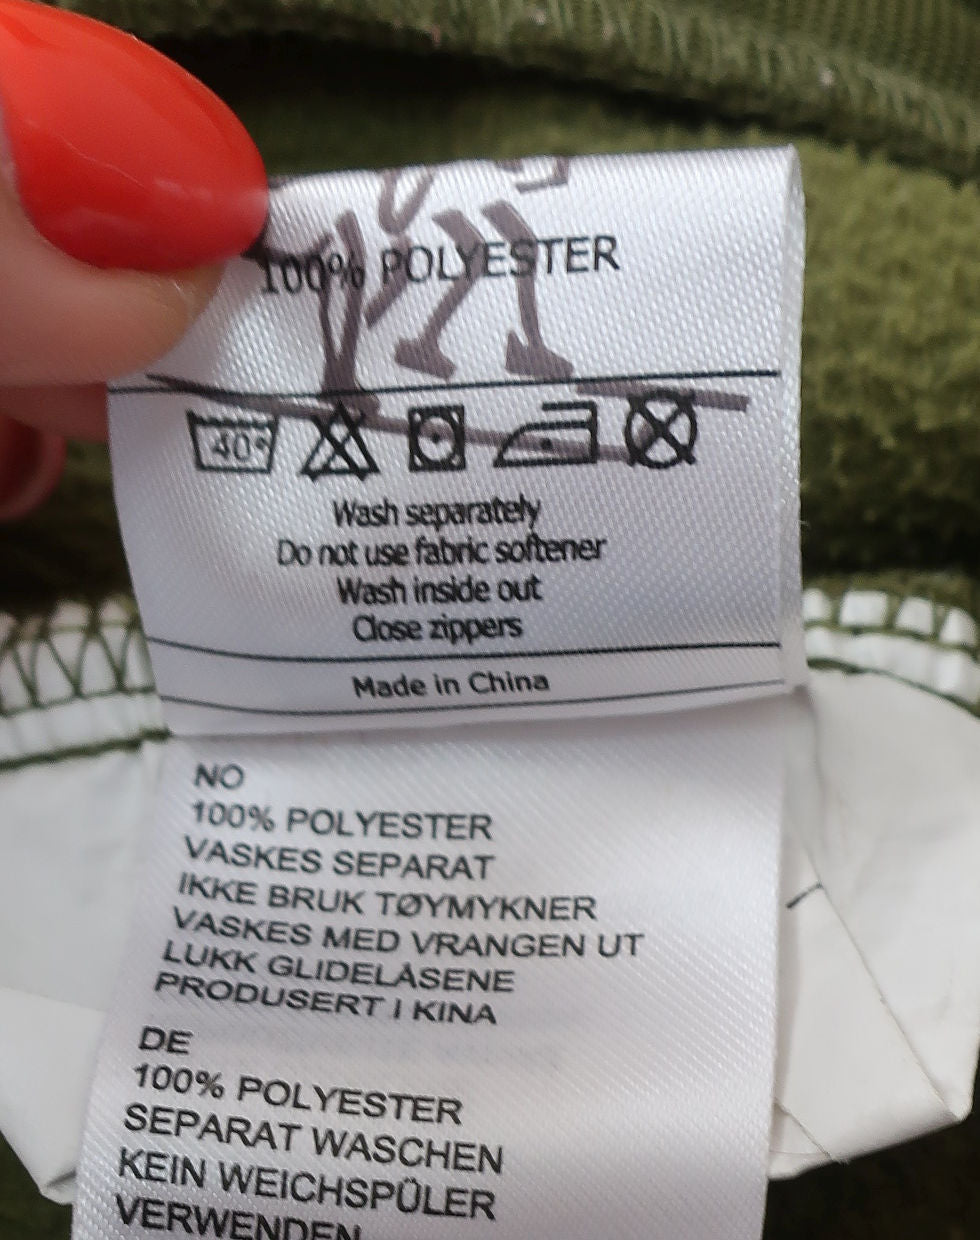 100% POLYESTER
40°
Wash separately
Do not use fabric softener
Wash inside out
Close zippers
Made in China
NO
100% POLYESTER
VASKES SEPARAT
IKKE BRUK TØYMYKNER
VASKES MED VRANGEN UT
LUKK GLIDELÅSENE
PRODUSERT I KINA
DE
100% POLYESTER
SEPARAT WASCHEN
KEIN WEICHSPÜLER
VERWENDEN